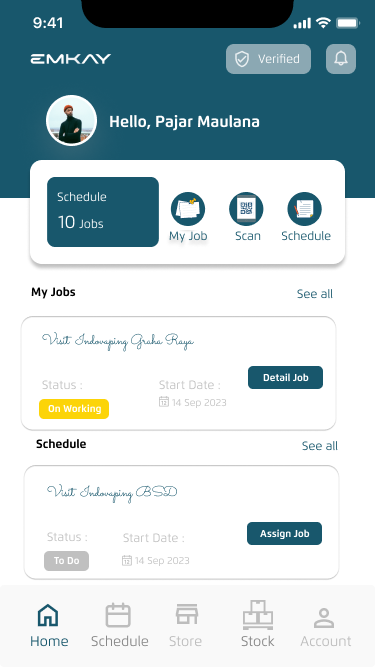 9:41
EMKAY
Verified
Hello, Pajar Maulana
Schedule
10 Jobs
My Job
Scan
Schedule
My Jobs
See all
Visit Indovaping Graha Raya
Status :
Start Date :
Detail Job
On Working
14 Sep 2023
Schedule
See all
Visit Indovaping BSD
Status :
Start Date :
Assign Job
To Do
14 Sep 2023
Home
Schedule
Store
Stock
Account